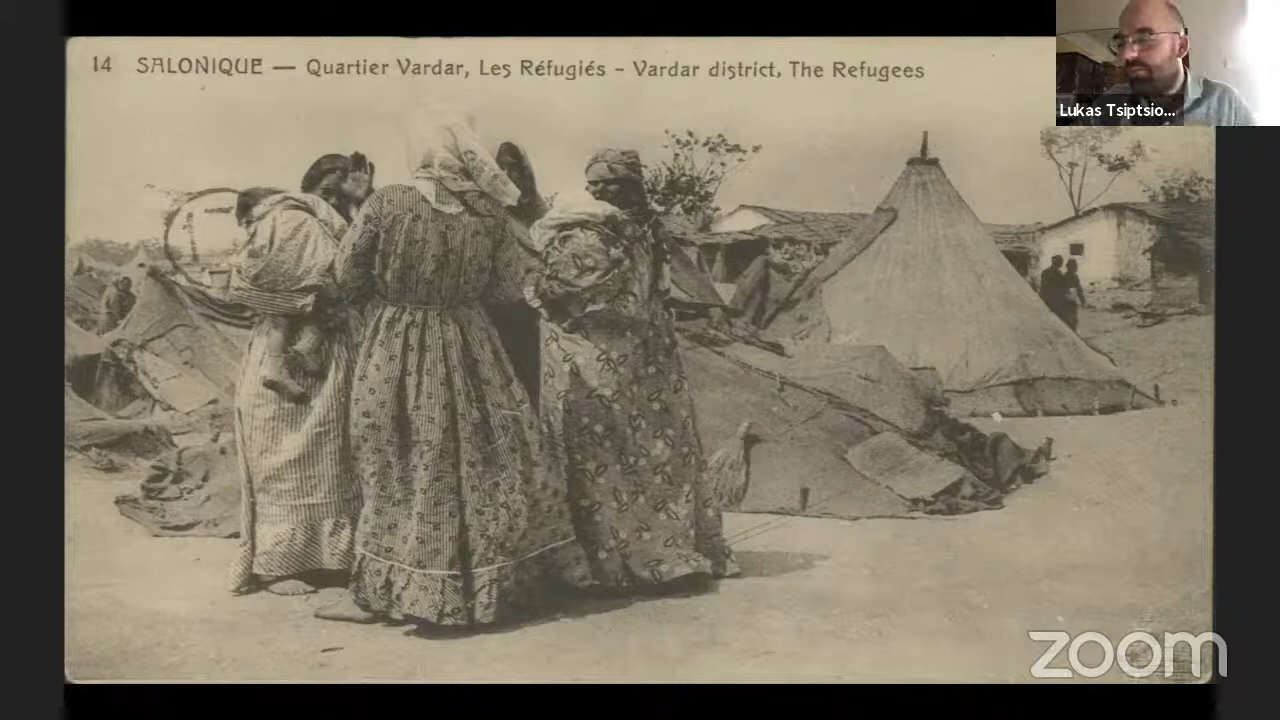 14 SALONIQUE — Quartier Vardar, Les Réfugiés - Vardar district, The Refugees
Lukas Tsiptsio...
zoom